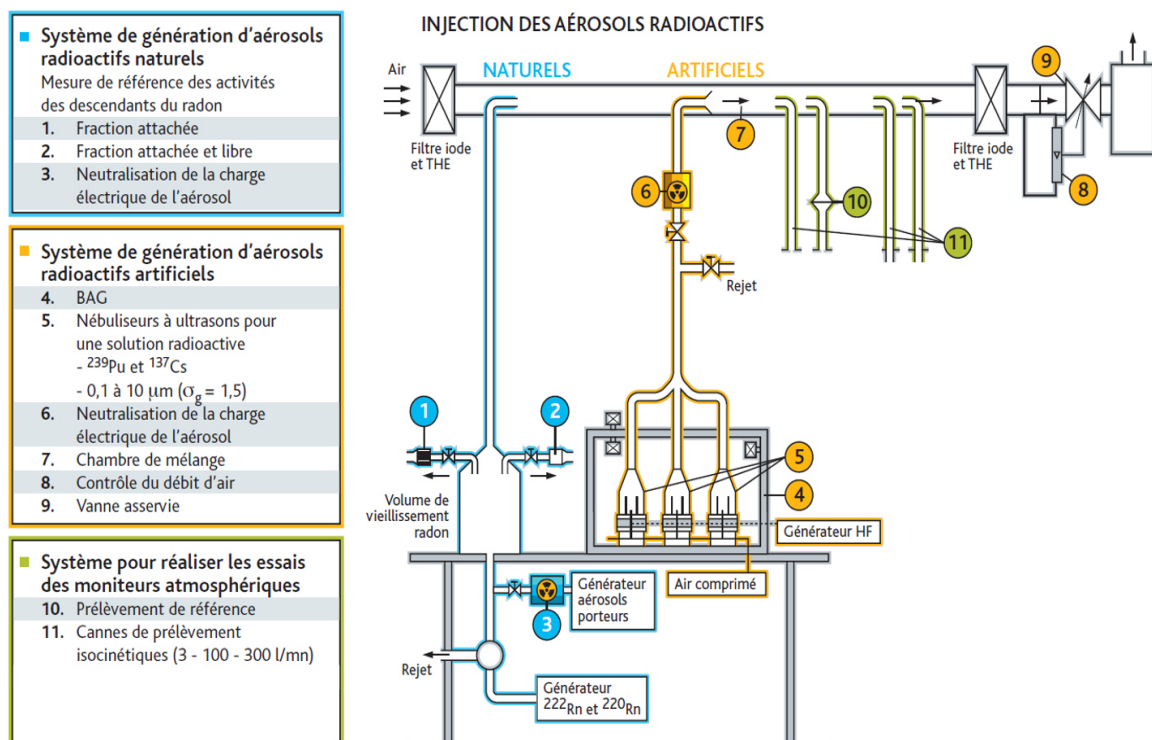 Système de génération d'aérosols
radioactifs naturels
Mesure de référence des activités
des descendants du radon
1. Fraction attachée
2. Fraction attachée et libre
3. Neutralisation de la charge
électrique de l'aérosol
Système de génération d'aérosols
radioactifs artificiels
4. BAG
5. Nébuliseurs à ultrasons pour
une solution radioactive
- ²³⁹Pu et ¹³⁷Cs
- 0,1 à 10 µm (σg = 1,5)
6. Neutralisation de la charge
électrique de l'aérosol
7. Chambre de mélange
8. Contrôle du débit d'air
9. Vanne asservie
Système pour réaliser les essais
des moniteurs atmosphériques
10. Prélèvement de référence
11. Cannes de prélèvement
isocinétiques (3 - 100 - 300 l/mn)
INJECTION DES AÉROSOLS RADIOACTIFS
Air
NATURELS
ARTIFICIELS
9
7
Filtre iode
et THE
Filtre iode
et THE
6
10
8
11
Rejet
1
2
5
4
Volume de
vieillissement
radon
Générateur HF
Air comprimé
Générateur
aérosols
porteurs
3
Rejet
Générateur
²²²Rn et ²²⁰Rn